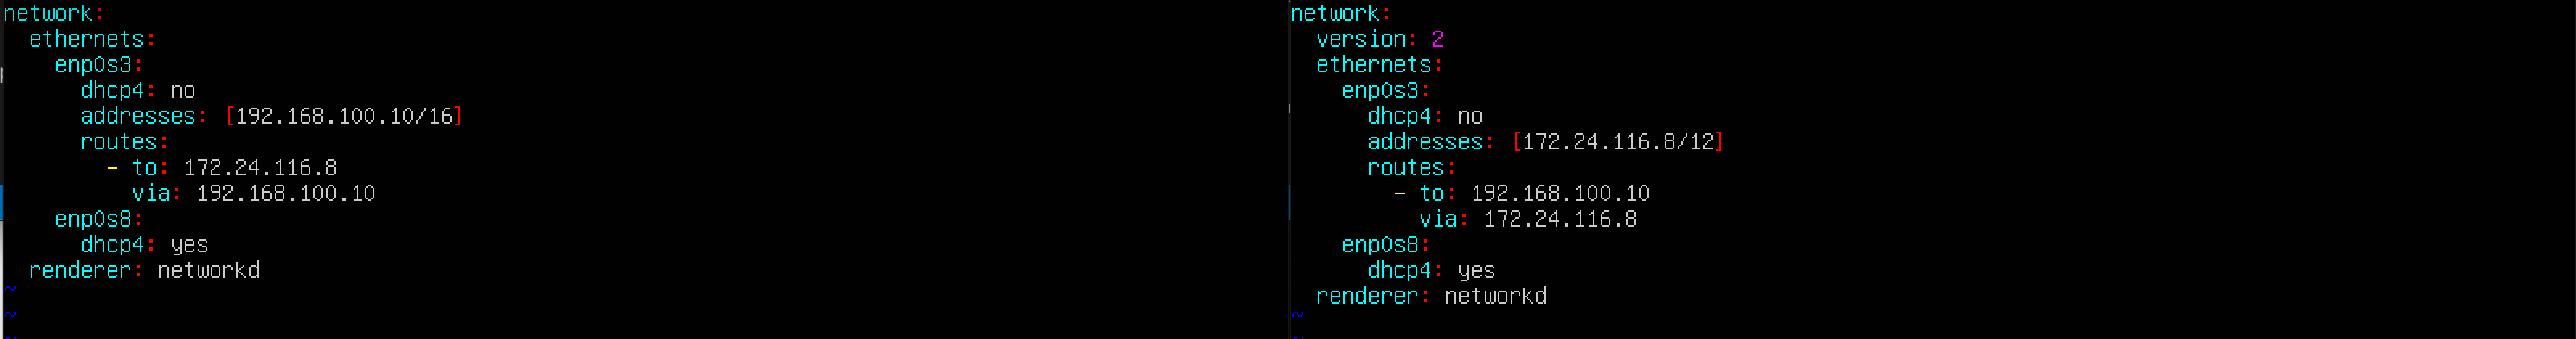 network:
  ethernets:
    enp0s3:
      dhcp4: no
      addresses: [192.168.100.10/16]
      routes:
        - to: 172.24.116.8
          via: 192.168.100.10
    enp0s8:
      dhcp4: yes
  renderer: networkd
~
~
network:
  version: 2
  ethernets:
    enp0s3:
      dhcp4: no
      addresses: [172.24.116.8/12]
      routes:
        - to: 192.168.100.10
          via: 172.24.116.8
    enp0s8:
      dhcp4: yes
  renderer: networkd
~